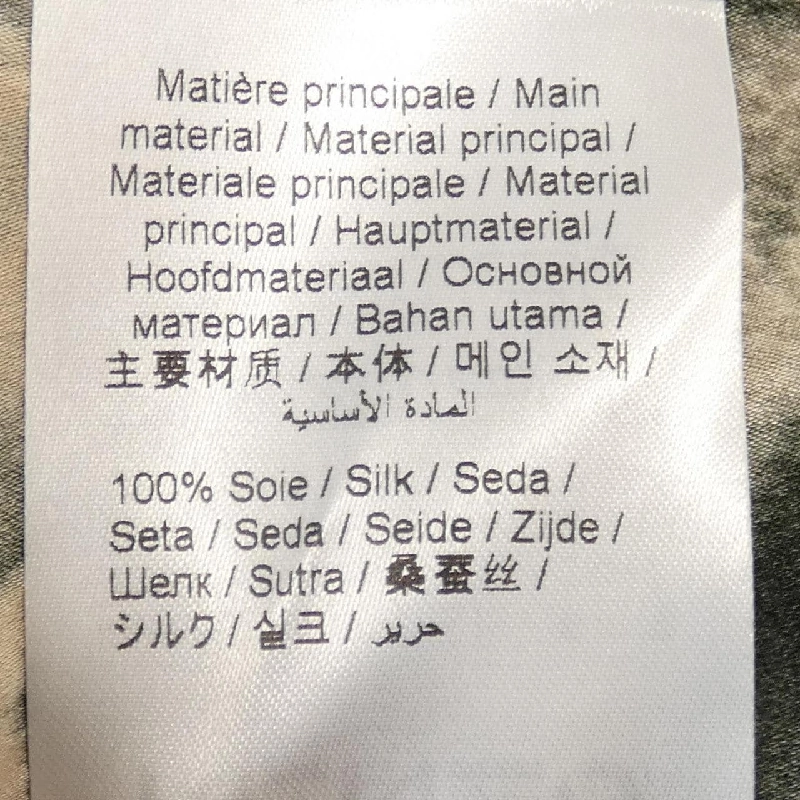 Matière principale / Main
material / Material principal /
Materiale principale / Material
principal / Hauptmaterial /
Hoofdmateriaal / Основной
материал / Bahan utama /
主要材质 / 本体 / 메인 소재 /
المادة الأساسية
100% Soie / Silk / Seda /
Seta / Seda / Seide / Zijde /
Шелк / Sutra / 桑蚕丝 /
シルク / 실크 / حرير